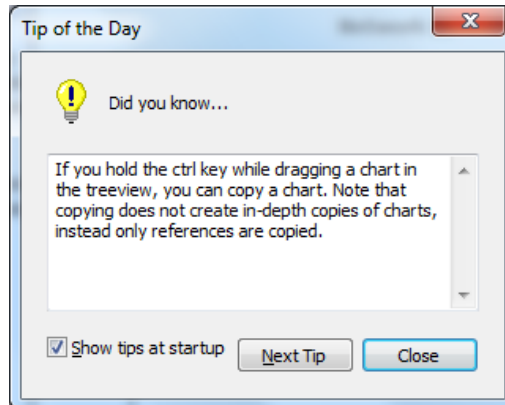 Tip of the Day
Did you know...
If you hold the ctrl key while dragging a chart in
the treeview, you can copy a chart. Note that
copying does not create in-depth copies of charts,
instead only references are copied.
Show tips at startup
Next Tip
Close